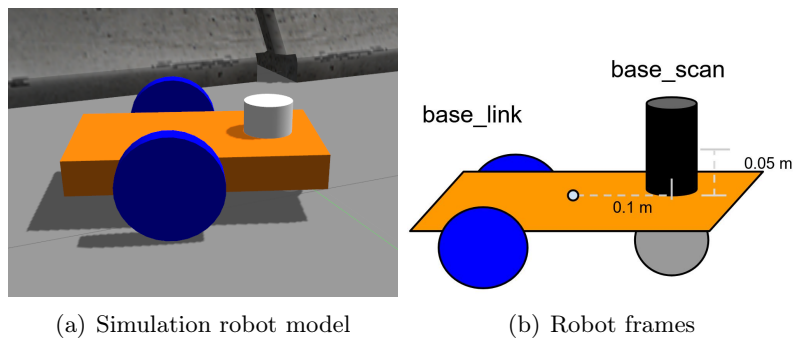 base_scan
base_link
0.05 m
0.1 m
(a) Simulation robot model
(b) Robot frames